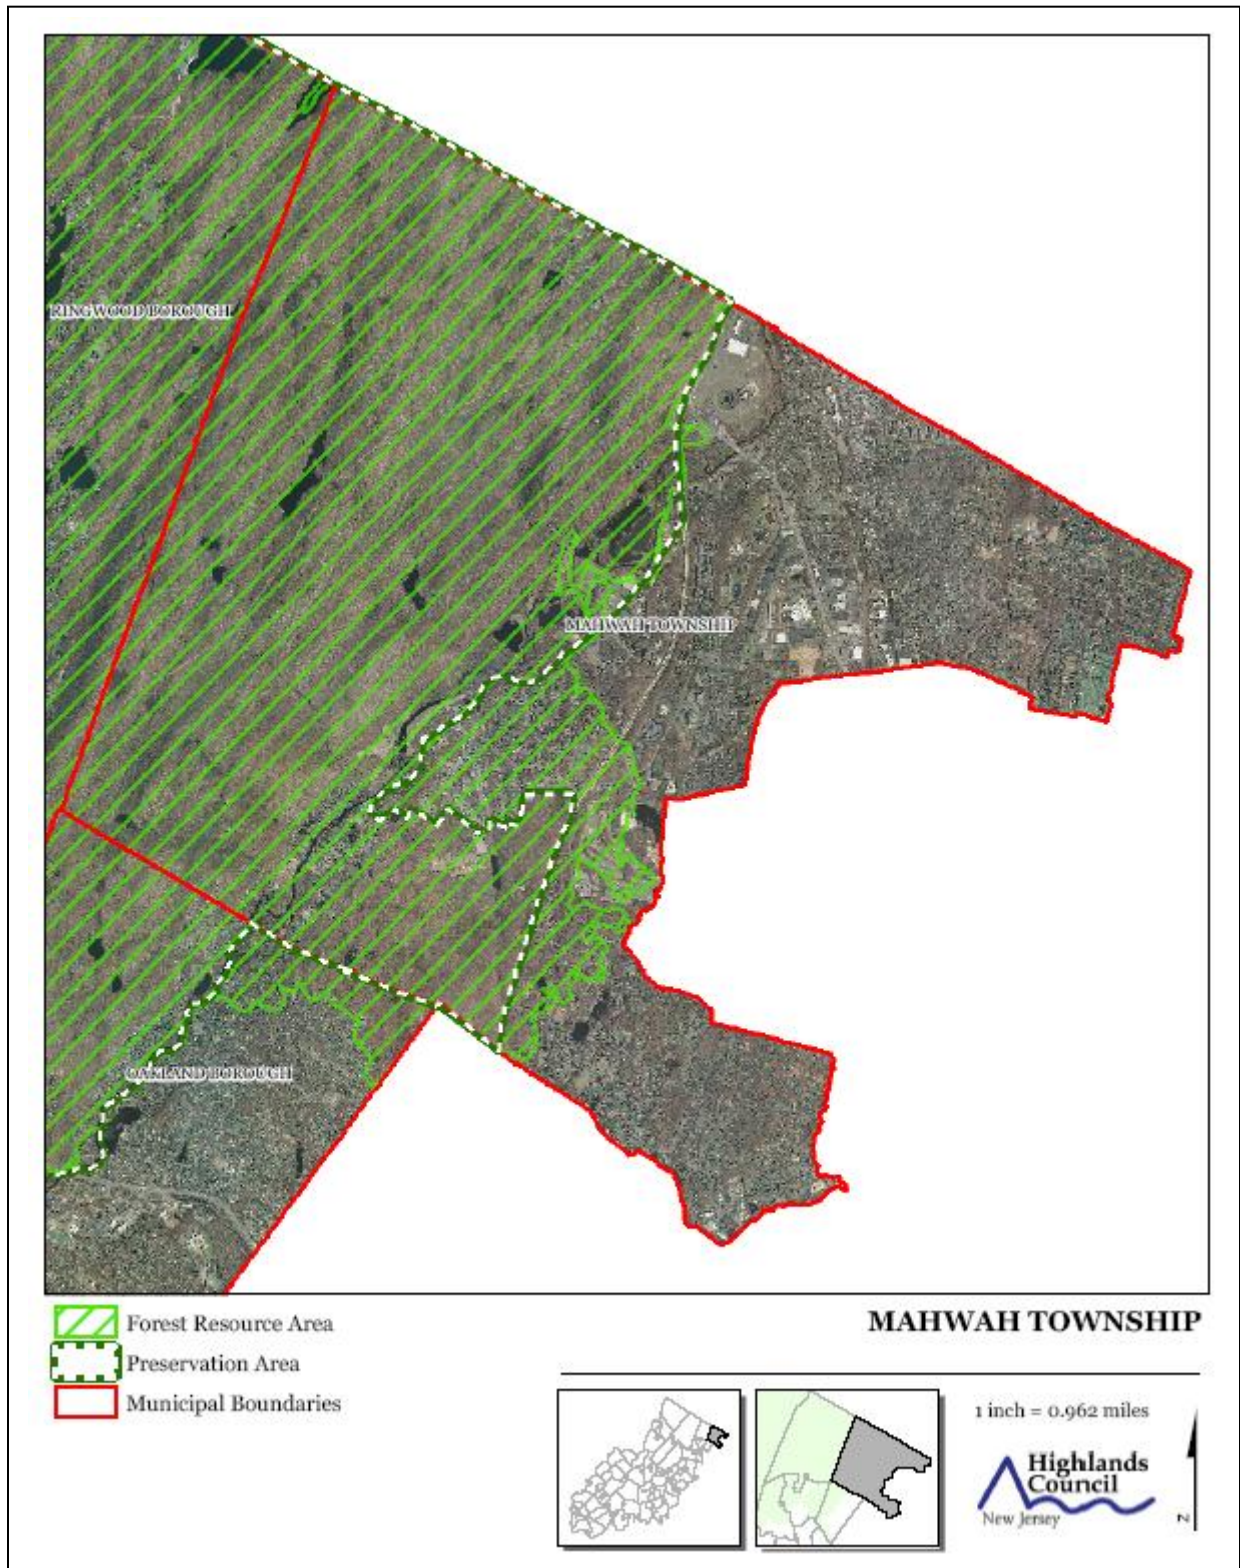 RINGWOOD BOROUGH
MAHWAH TOWNSHIP
OAKLAND BOROUGH
Forest Resource Area
Preservation Area
Municipal Boundaries
MAHWAH TOWNSHIP
1 inch = 0.962 miles
Highlands
Council
New Jersey
N